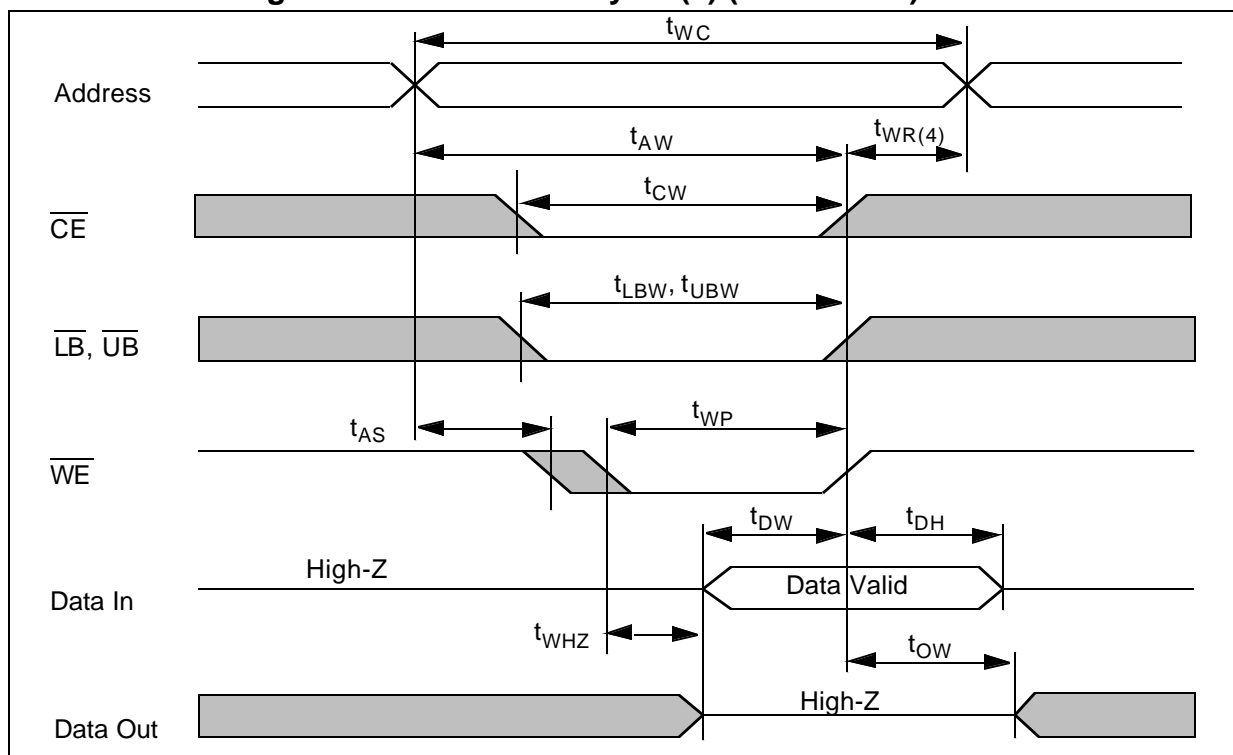 tWC
Address
tAW
tWR(4)
tCW
CE
tLBW, tUBW
LB, UB
tWP
tAS
WE
tDW
tDH
High-Z
Data Valid
Data In
tWHZ
tOW
High-Z
Data Out